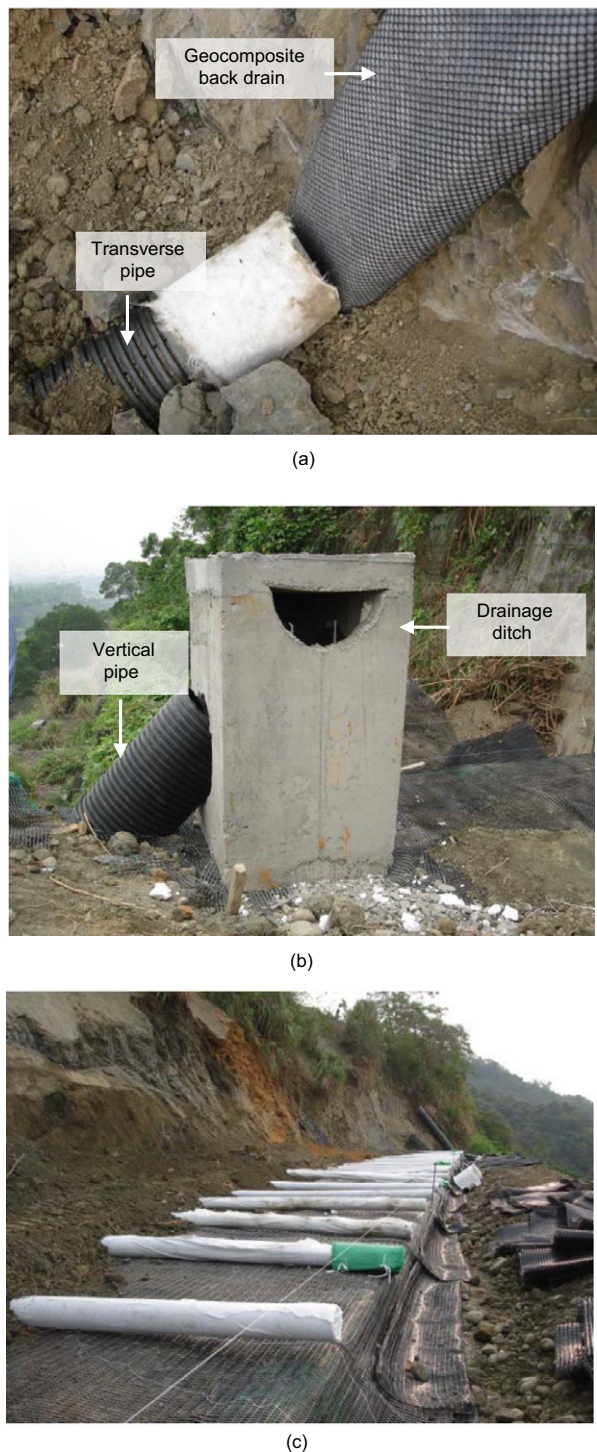 Geocomposite
back drain
Transverse
pipe
(a)
Vertical
pipe
Drainage
ditch
(b)
(c)